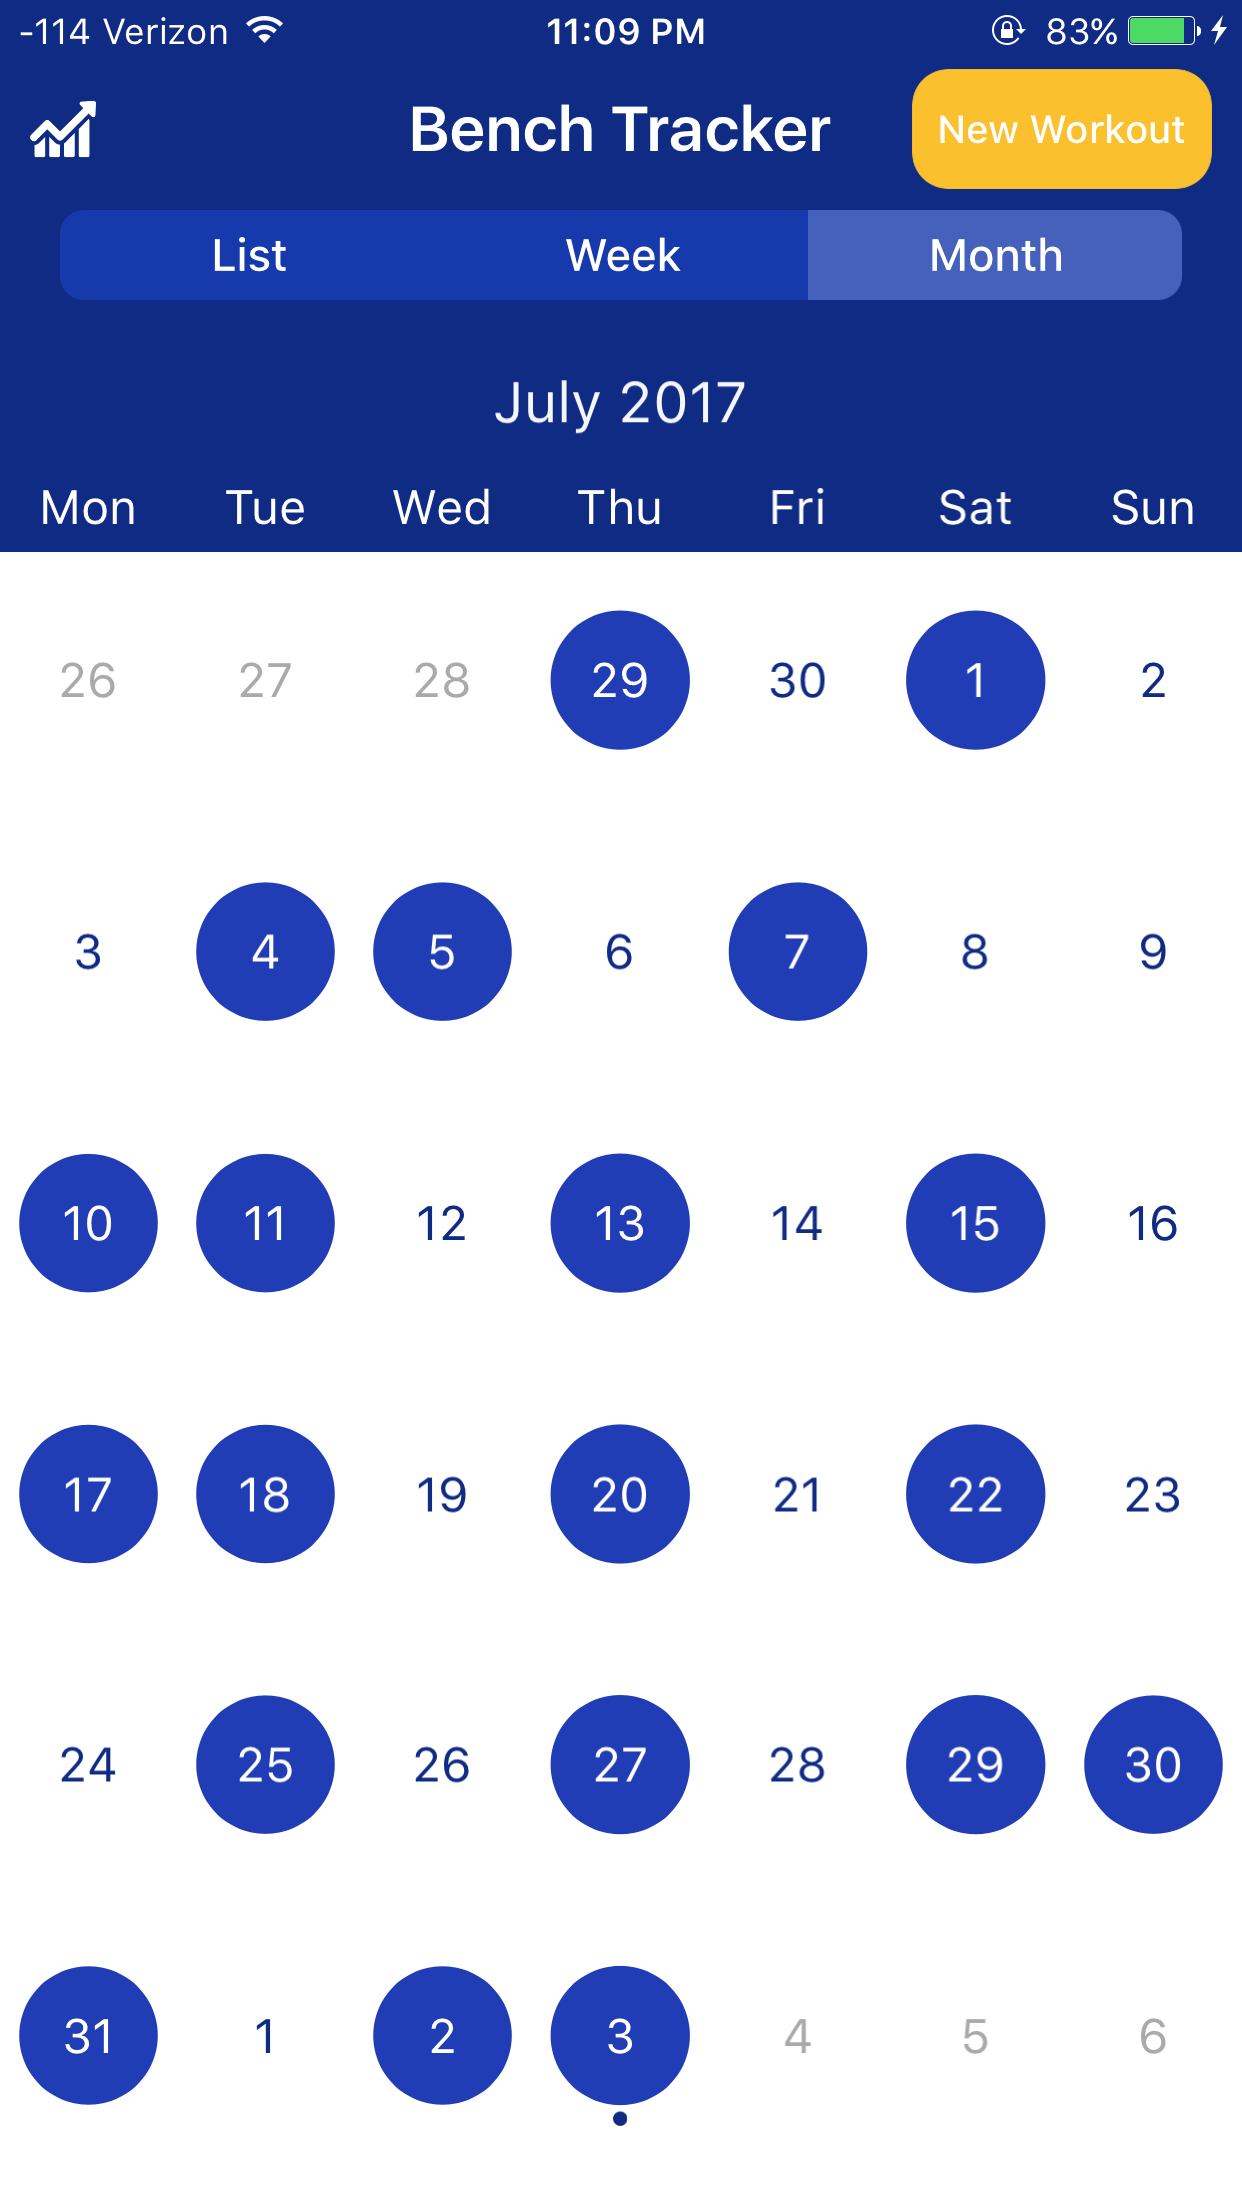 -114 Verizon 11:09 PM 83%
Bench Tracker New Workout
List Week Month
July 2017
Mon Tue Wed Thu Fri Sat Sun
26 27 28 29 30 1 2
3 4 5 6 7 8 9
10 11 12 13 14 15 16
17 18 19 20 21 22 23
24 25 26 27 28 29 30
31 1 2 3 4 5 6